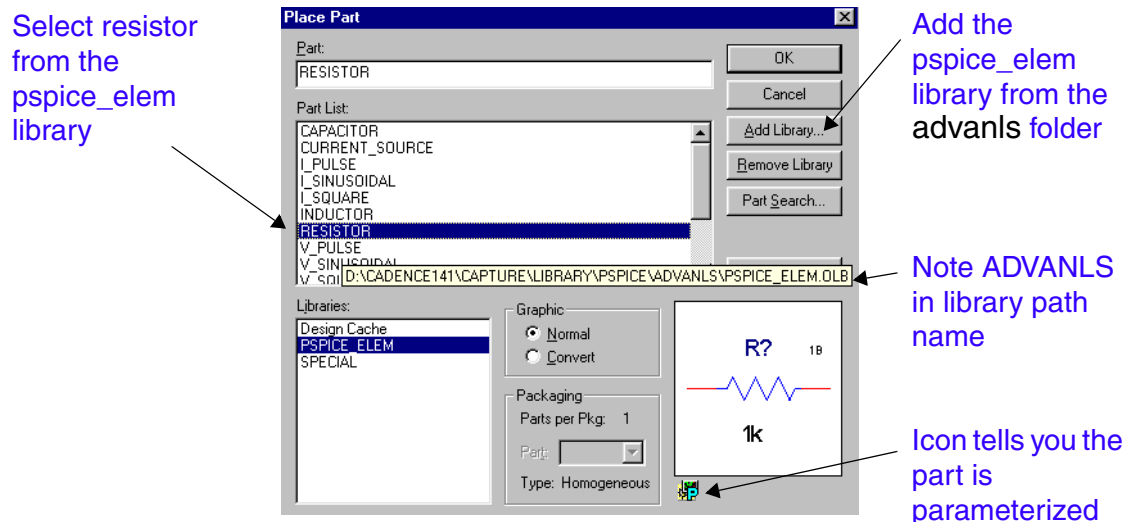 Select resistor
from the
pspice_elem
library
Place Part
Part:
RESISTOR
Part List:
CAPACITOR
CURRENT_SOURCE
I_PULSE
I_SINUSOIDAL
I_SQUARE
INDUCTOR
RESISTOR
V_PULSE
D:\CADENCE141\CAPTURE\LIBRARY\PSPICE\ADVANLS\PSPICE_ELEM.OLB
OK
Cancel
Add Library...
Remove Library
Part Search...
Libraries:
Design Cache
PSPICE_ELEM
SPECIAL
Graphic
Normal
Convert
Packaging
Parts per Pkg: 1
Part:
Type: Homogeneous
R? 1B
1k
Add the
pspice_elem
library from the
advanls folder
Note ADVANLS
in library path
name
Icon tells you the
part is
parameterized